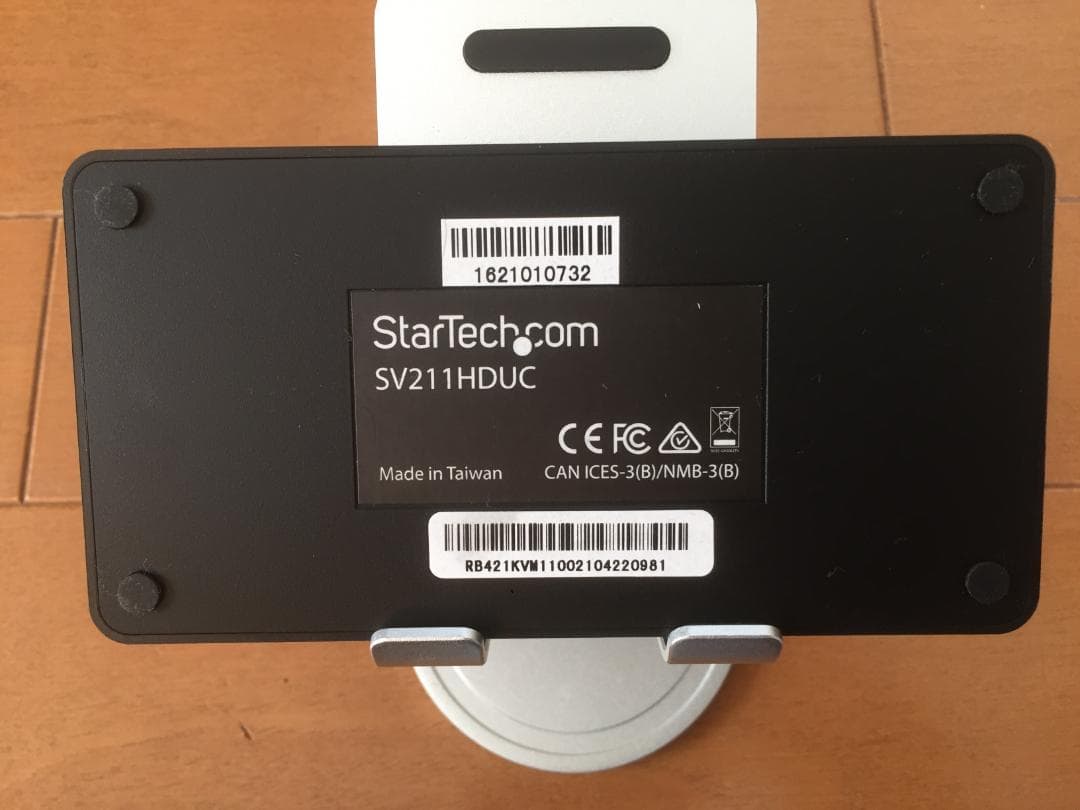 1621010732
StarTech.com
SV211HDUC
CE FC
Made in Taiwan
CAN ICES-3(B)/NMB-3(B)
RB421KVM11002104220981